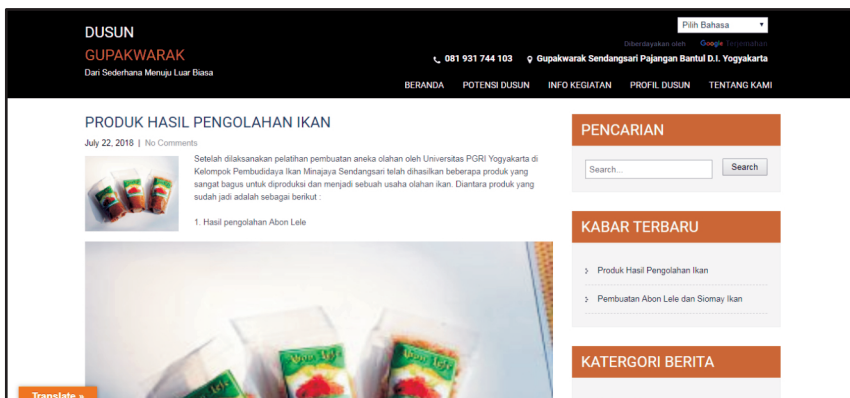 DUSUN
GUPAKWARAK
Dari Sederhana Menuju Luar Biasa
Pilih Bahasa
Diberdayakan oleh Google Terjemahan
081 931 744 103 Gupakwarak Sendangsari Pajangan Bantul D.I. Yogyakarta
BERANDA POTENSI DUSUN INFO KEGIATAN PROFIL DUSUN TENTANG KAMI
PRODUK HASIL PENGOLAHAN IKAN
July 22, 2018 | No Comments
Setelah dilaksanakan pelatihan pembuatan aneka olahan oleh Universitas PGRI Yogyakarta di
Kelompok Pembudidaya Ikan Minajaya Sendangsari telah dihasilkan beberapa produk yang
sangat bagus untuk diproduksi dan menjadi sebuah usaha olahan ikan. Diantara produk yang
sudah jadi adalah sebagai berikut :
1. Hasil pengolahan Abon Lele
Abon Lele
Abon Lele
Translate »
PENCARIAN
Search...
Search
KABAR TERBARU
Produk Hasil Pengolahan Ikan
Pembuatan Abon Lele dan Siomay Ikan
KATERGORI BERITA